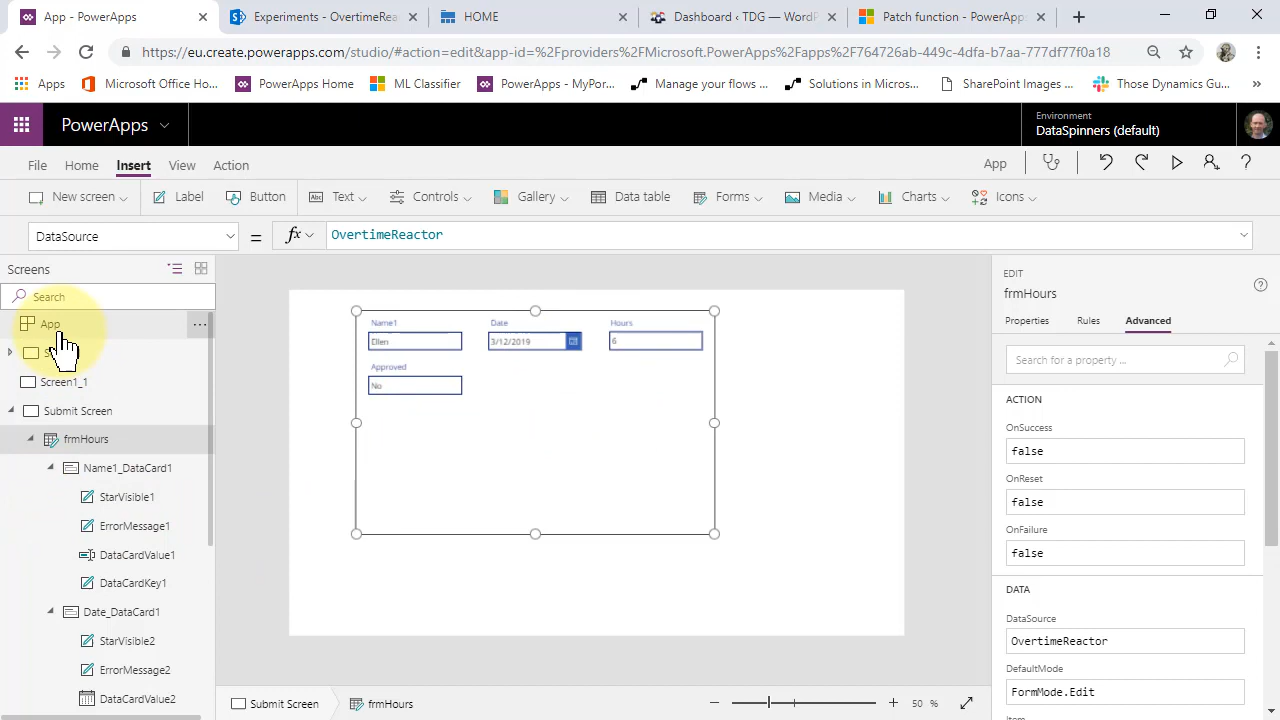 App - PowerApps
Experiments - OvertimeRea
HOME
Dashboard ‹ TDG — WordP
Patch function - PowerApps
https://eu.create.powerapps.com/studio/#action=edit&app-id=%2Fproviders%2FMicrosoft.PowerApps%2Fapps%2F764726ab-449c-4dfa-b7aa-777df77f0a18
Apps
Microsoft Office Ho...
PowerApps Home
ML Classifier
PowerApps - MyPor...
Manage your flows ...
Solutions in Micros...
SharePoint Images ...
Those Dynamics Gu...
PowerApps
Environment
DataSpinners (default)
File
Home
Insert
View
Action
App
New screen
Label
Button
Text
Controls
Gallery
Data table
Forms
Media
Charts
Icons
DataSource
=
fx
OvertimeReactor
Screens
Search
App
Screen1_1
Submit Screen
frmHours
Name1_DataCard1
StarVisible1
ErrorMessage1
DataCardValue1
DataCardKey1
Date_DataCard1
StarVisible2
ErrorMessage2
DataCardValue2
Name1
Date
Hours
Ellen
3/12/2019
6
Approved
No
Submit Screen
frmHours
50 %
EDIT
frmHours
Properties
Rules
Advanced
Search for a property ...
ACTION
OnSuccess
false
OnReset
false
OnFailure
false
DATA
DataSource
OvertimeReactor
DefaultMode
FormMode.Edit
Item